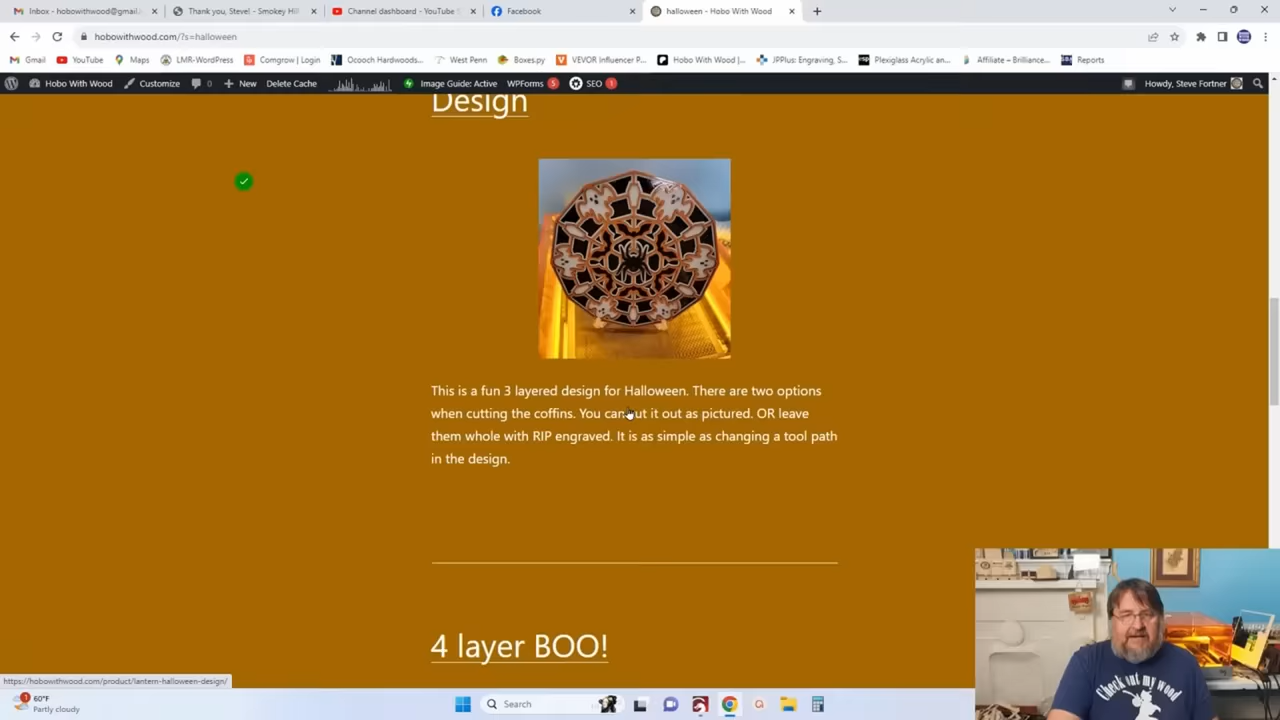 Inbox - hobowithwood@gmail.
Thank you, Steve! - Smokey Hil
Channel dashboard - YouTube S
Facebook
halloween - Hobo With Wood
hobowithwood.com/?s=halloween
Gmail
YouTube
Maps
LMR-WordPress
Comgrow | Login
Ocooch Hardwoods...
West Penn
Boxes.py
VEVOR Influencer P...
Hobo With Wood |...
JPPlus: Engraving, S...
Plexiglass Acrylic an...
Affiliate – Brilliance...
Reports
Hobo With Wood
Customize
0
New
Delete Cache
Image Guide: Active
WPForms 5
SEO 1
Howdy, Steve Fortner
Design
This is a fun 3 layered design for Halloween. There are two options
when cutting the coffins. You can cut it out as pictured. OR leave
them whole with RIP engraved. It is as simple as changing a tool path
in the design.
4 layer BOO!
https://hobowithwood.com/product/lantern-halloween-design/
1
60°F
Partly cloudy
Search
Check out my wood